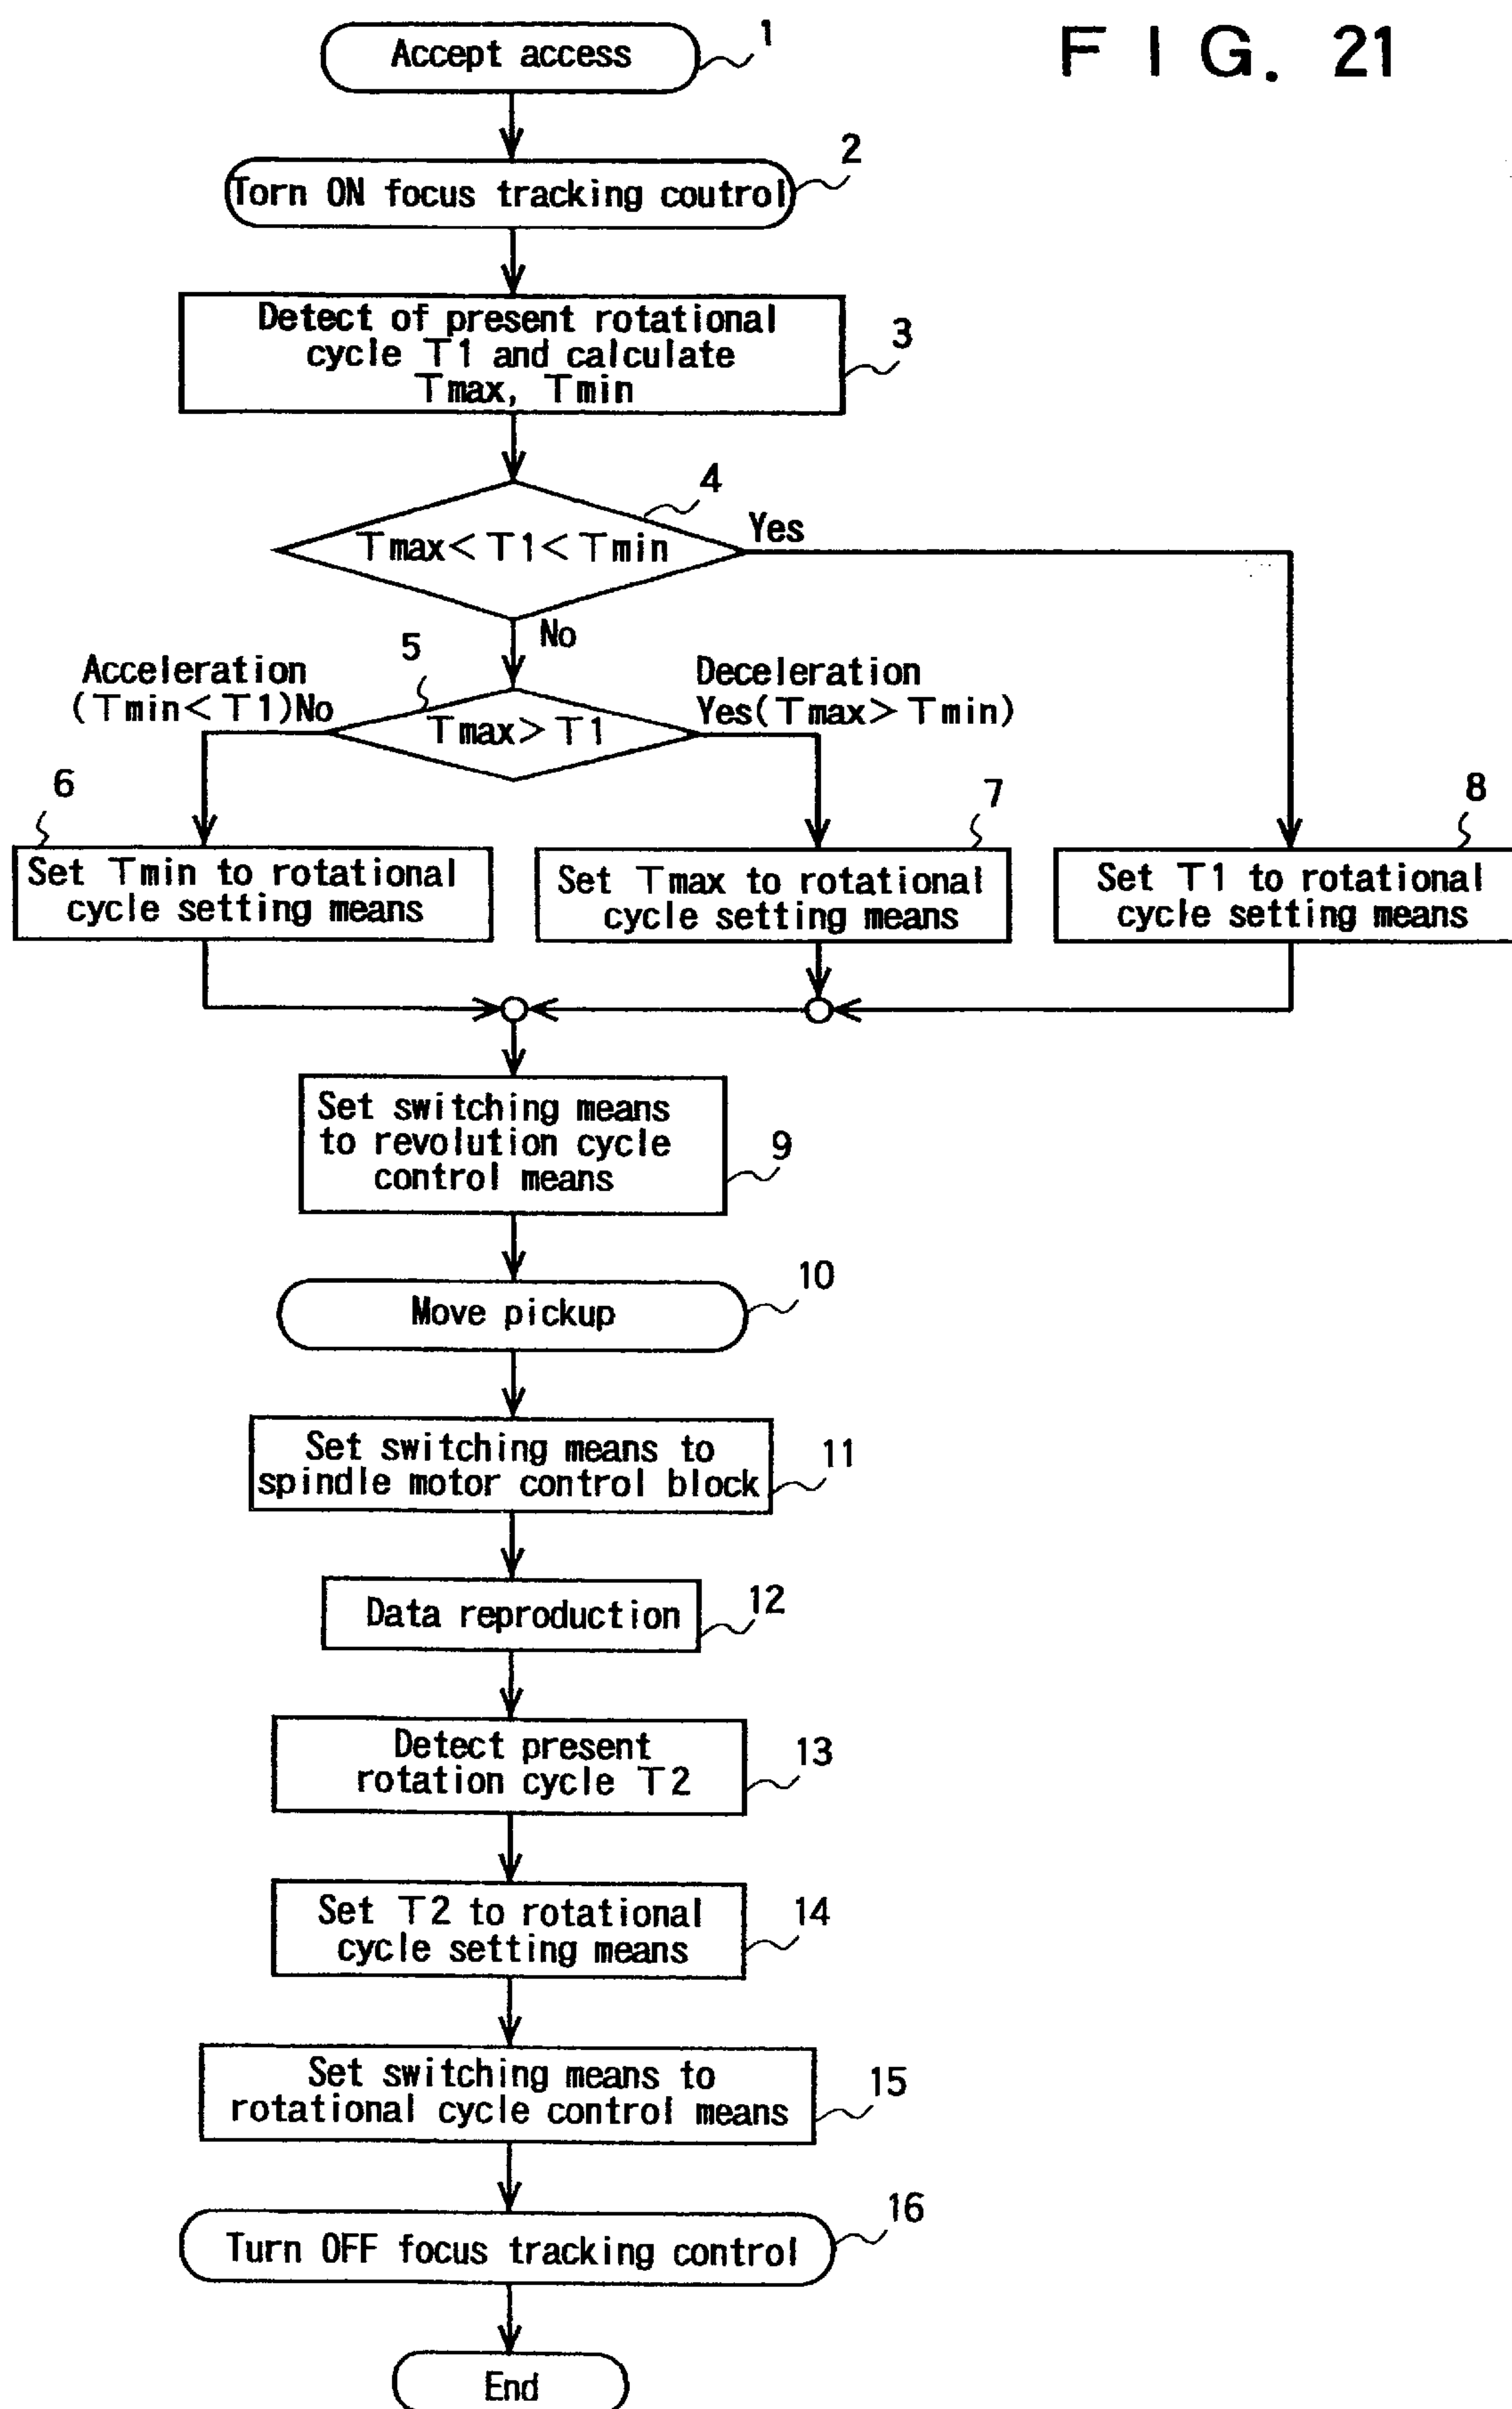 FIG. 21
Accept access
1
Torn ON focus tracking coutrol
2
Detect of present rotational
cycle T1 and calculate
Tmax, Tmin
3
Tmax<T1<Tmin
4
Yes
No
Tmax>T1
5
Acceleration
(Tmin<T1)No
Deceleration
Yes(Tmax>Tmin)
Set Tmin to rotational
cycle setting means
6
Set Tmax to rotational
cycle setting means
7
Set T1 to rotational
cycle setting means
8
Set switching means
to revolution cycle
control means
9
Move pickup
10
Set switching means to
spindle motor control block
11
Data reproduction
12
Detect present
rotation cycle T2
13
Set T2 to rotational
cycle setting means
14
Set switching means to
rotational cycle control means
15
Turn OFF focus tracking control
16
End